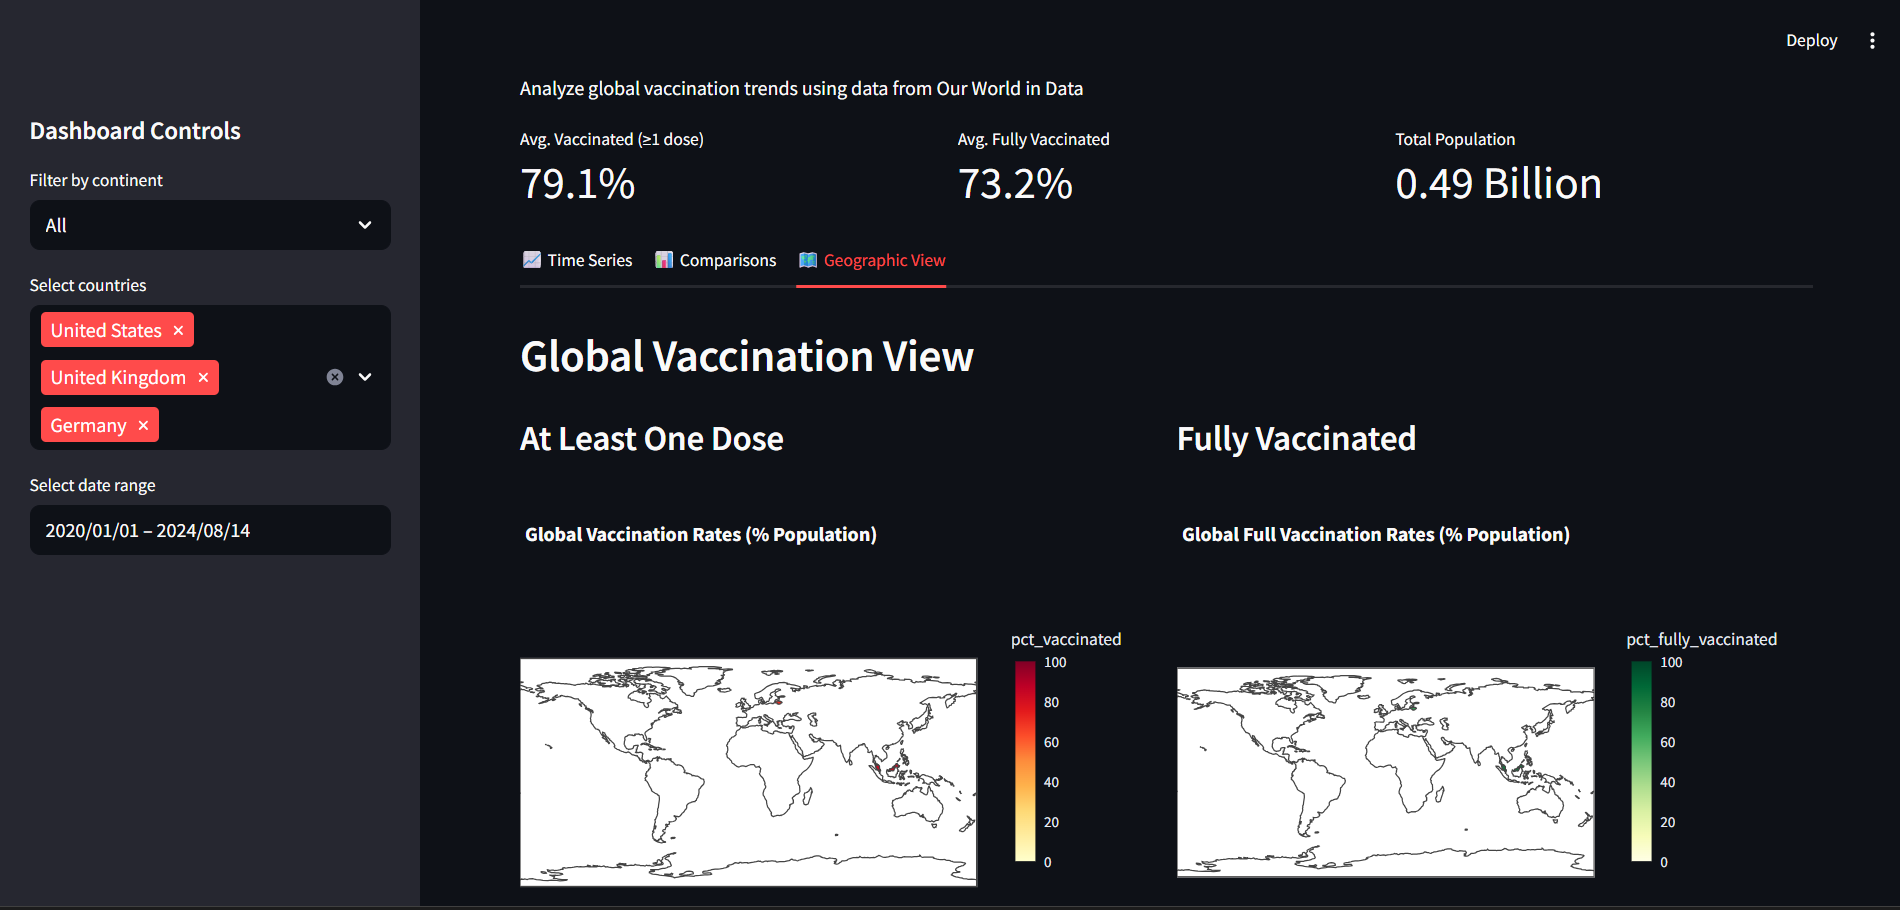 Deploy
Dashboard Controls
Filter by continent
All
Select countries
United States
United Kingdom
Germany
Select date range
2020/01/01 – 2024/08/14
Analyze global vaccination trends using data from Our World in Data
Avg. Vaccinated (≥1 dose)
79.1%
Avg. Fully Vaccinated
73.2%
Total Population
0.49 Billion
Time Series
Comparisons
Geographic View
Global Vaccination View
At Least One Dose
Global Vaccination Rates (% Population)
pct_vaccinated
100
80
60
40
20
0
Fully Vaccinated
Global Full Vaccination Rates (% Population)
pct_fully_vaccinated
100
80
60
40
20
0